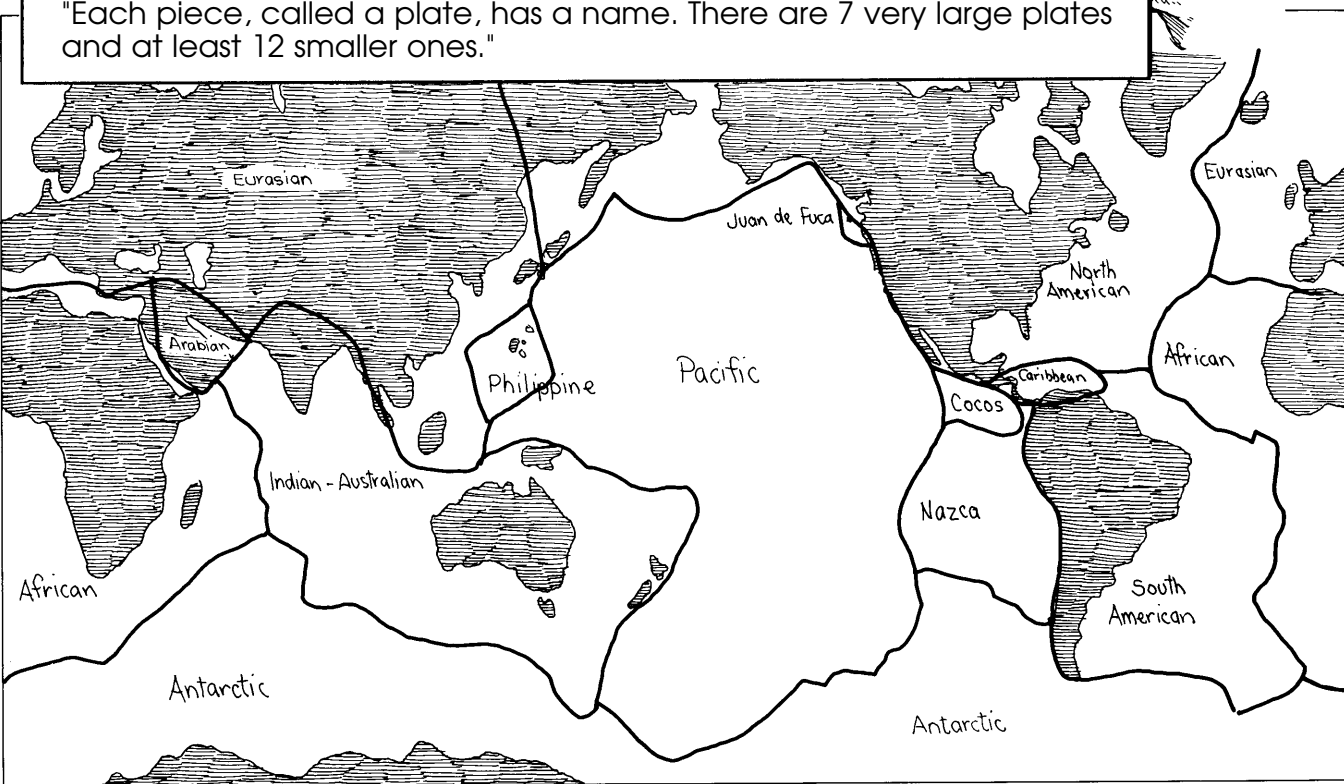 "Each piece, called a plate, has a name. There are 7 very large plates
and at least 12 smaller ones."
Eurasian
Eurasian
Juan de Fuca
North
American
Arabian
African
Philippine
Pacific
Caribbean
Cocos
Indian-Australian
Nazca
African
South
American
Antarctic
Antarctic